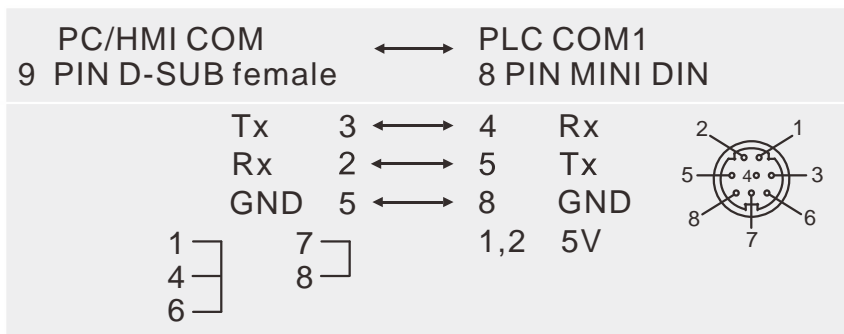 PC/HMI COM PLC COM1
9 PIN D-SUB female 8 PIN MINI DIN
Tx 3 4 Rx
Rx 2 5 Tx
GND 5 8 GND
1 7 1,2 5V
4 8
6
2 1
5 4 3
8 6
7